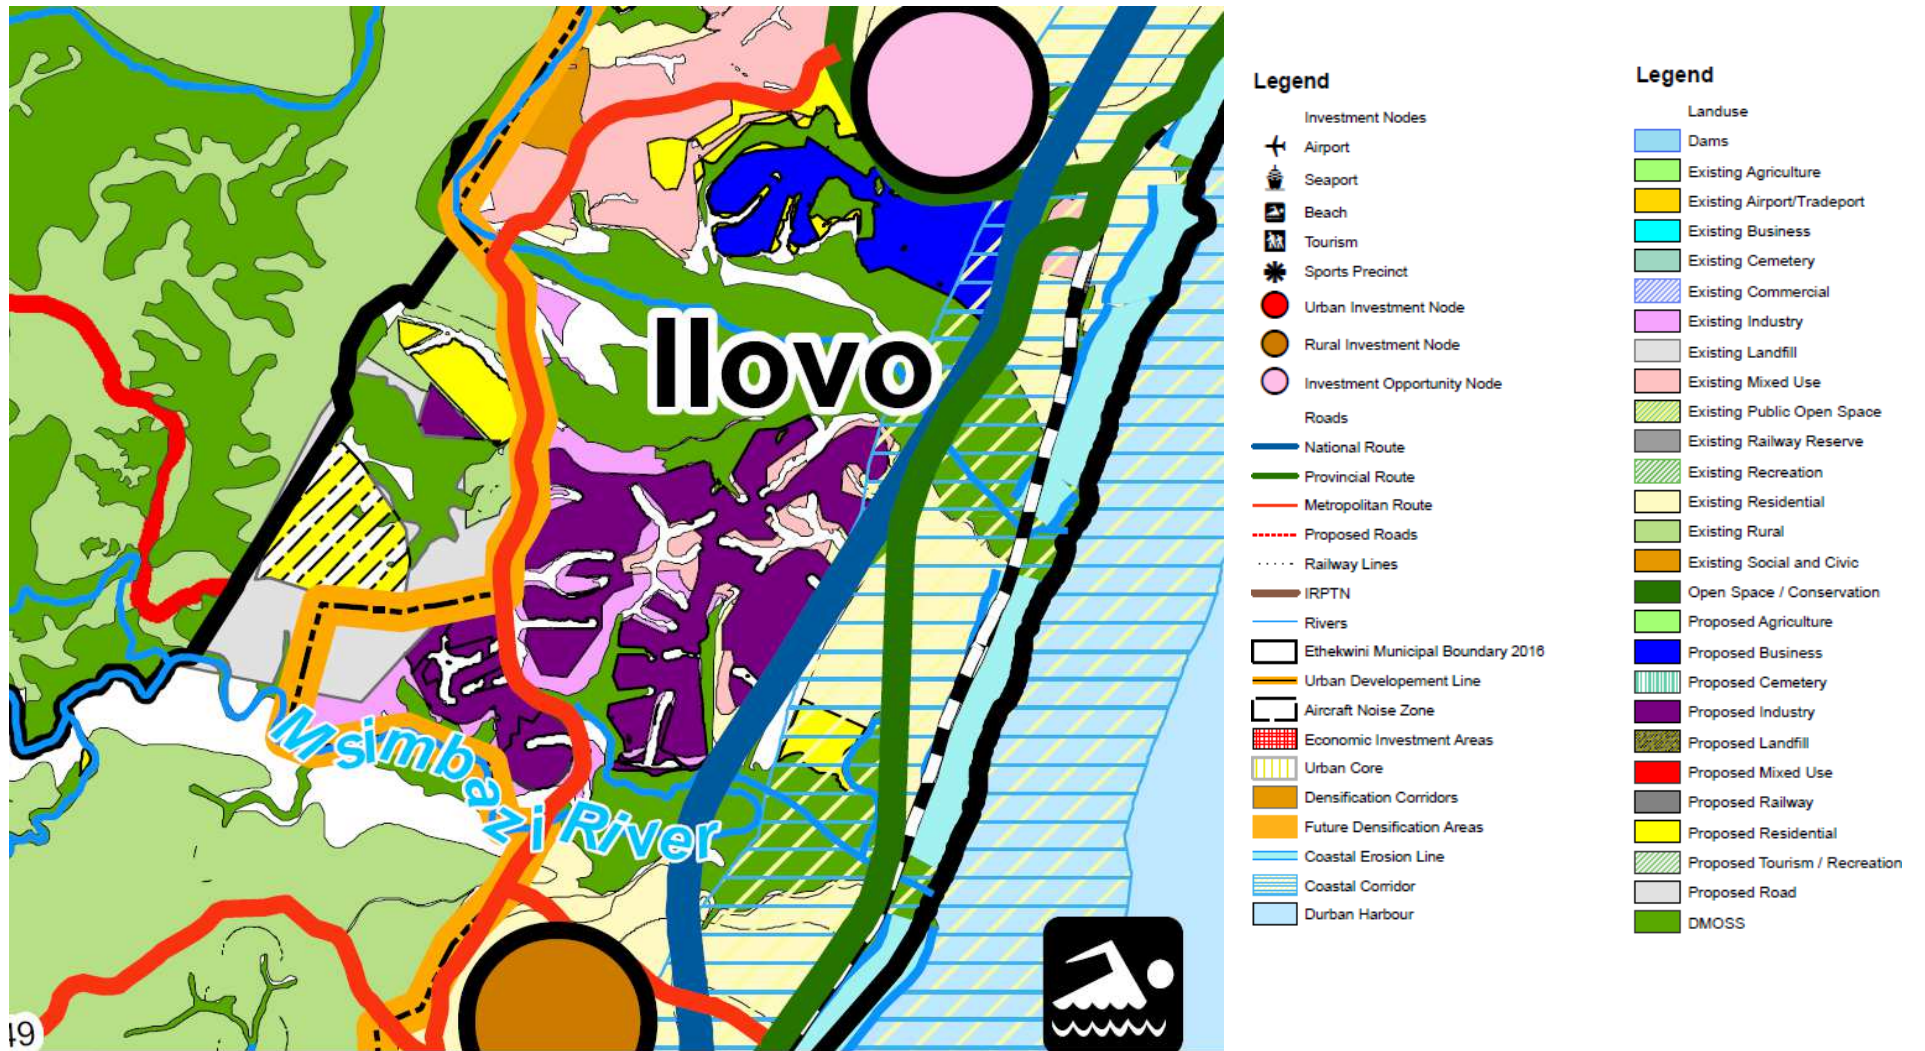 Ilovo
Msimbazi River
49
Legend
Investment Nodes
Airport
Seaport
Beach
Tourism
Sports Precinct
Urban Investment Node
Rural Investment Node
Investment Opportunity Node
Roads
National Route
Provincial Route
Metropolitan Route
Proposed Roads
Railway Lines
IRPTN
Rivers
Ethekwini Municipal Boundary 2016
Urban Developement Line
Aircraft Noise Zone
Economic Investment Areas
Urban Core
Densification Corridors
Future Densification Areas
Coastal Erosion Line
Coastal Corridor
Durban Harbour
Legend
Landuse
Dams
Existing Agriculture
Existing Airport/Tradeport
Existing Business
Existing Cemetery
Existing Commercial
Existing Industry
Existing Landfill
Existing Mixed Use
Existing Public Open Space
Existing Railway Reserve
Existing Recreation
Existing Residential
Existing Rural
Existing Social and Civic
Open Space / Conservation
Proposed Agriculture
Proposed Business
Proposed Cemetery
Proposed Industry
Proposed Landfill
Proposed Mixed Use
Proposed Railway
Proposed Residential
Proposed Tourism / Recreation
Proposed Road
DMOSS